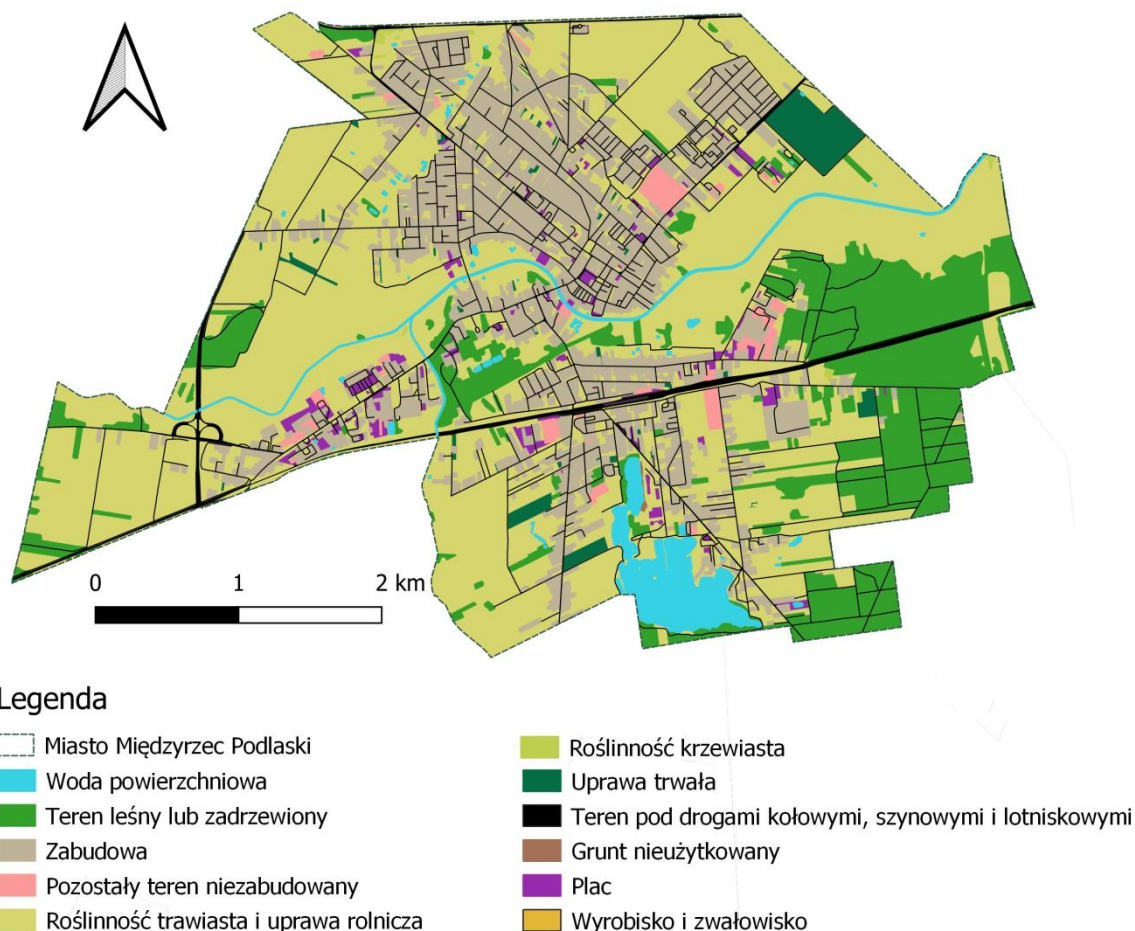 0 1 2 km
Legenda
Miasto Międzyrzec Podlaski
Woda powierzchniowa
Teren leśny lub zadrzewiony
Zabudowa
Pozostały teren niezabudowany
Roślinność trawiasta i uprawa rolnicza
Roślinność krzewiasta
Uprawa trwała
Teren pod drogami kołowymi, szynowymi i lotniskowymi
Grunt nieużytkowany
Plac
Wyrobisko i zwałowisko